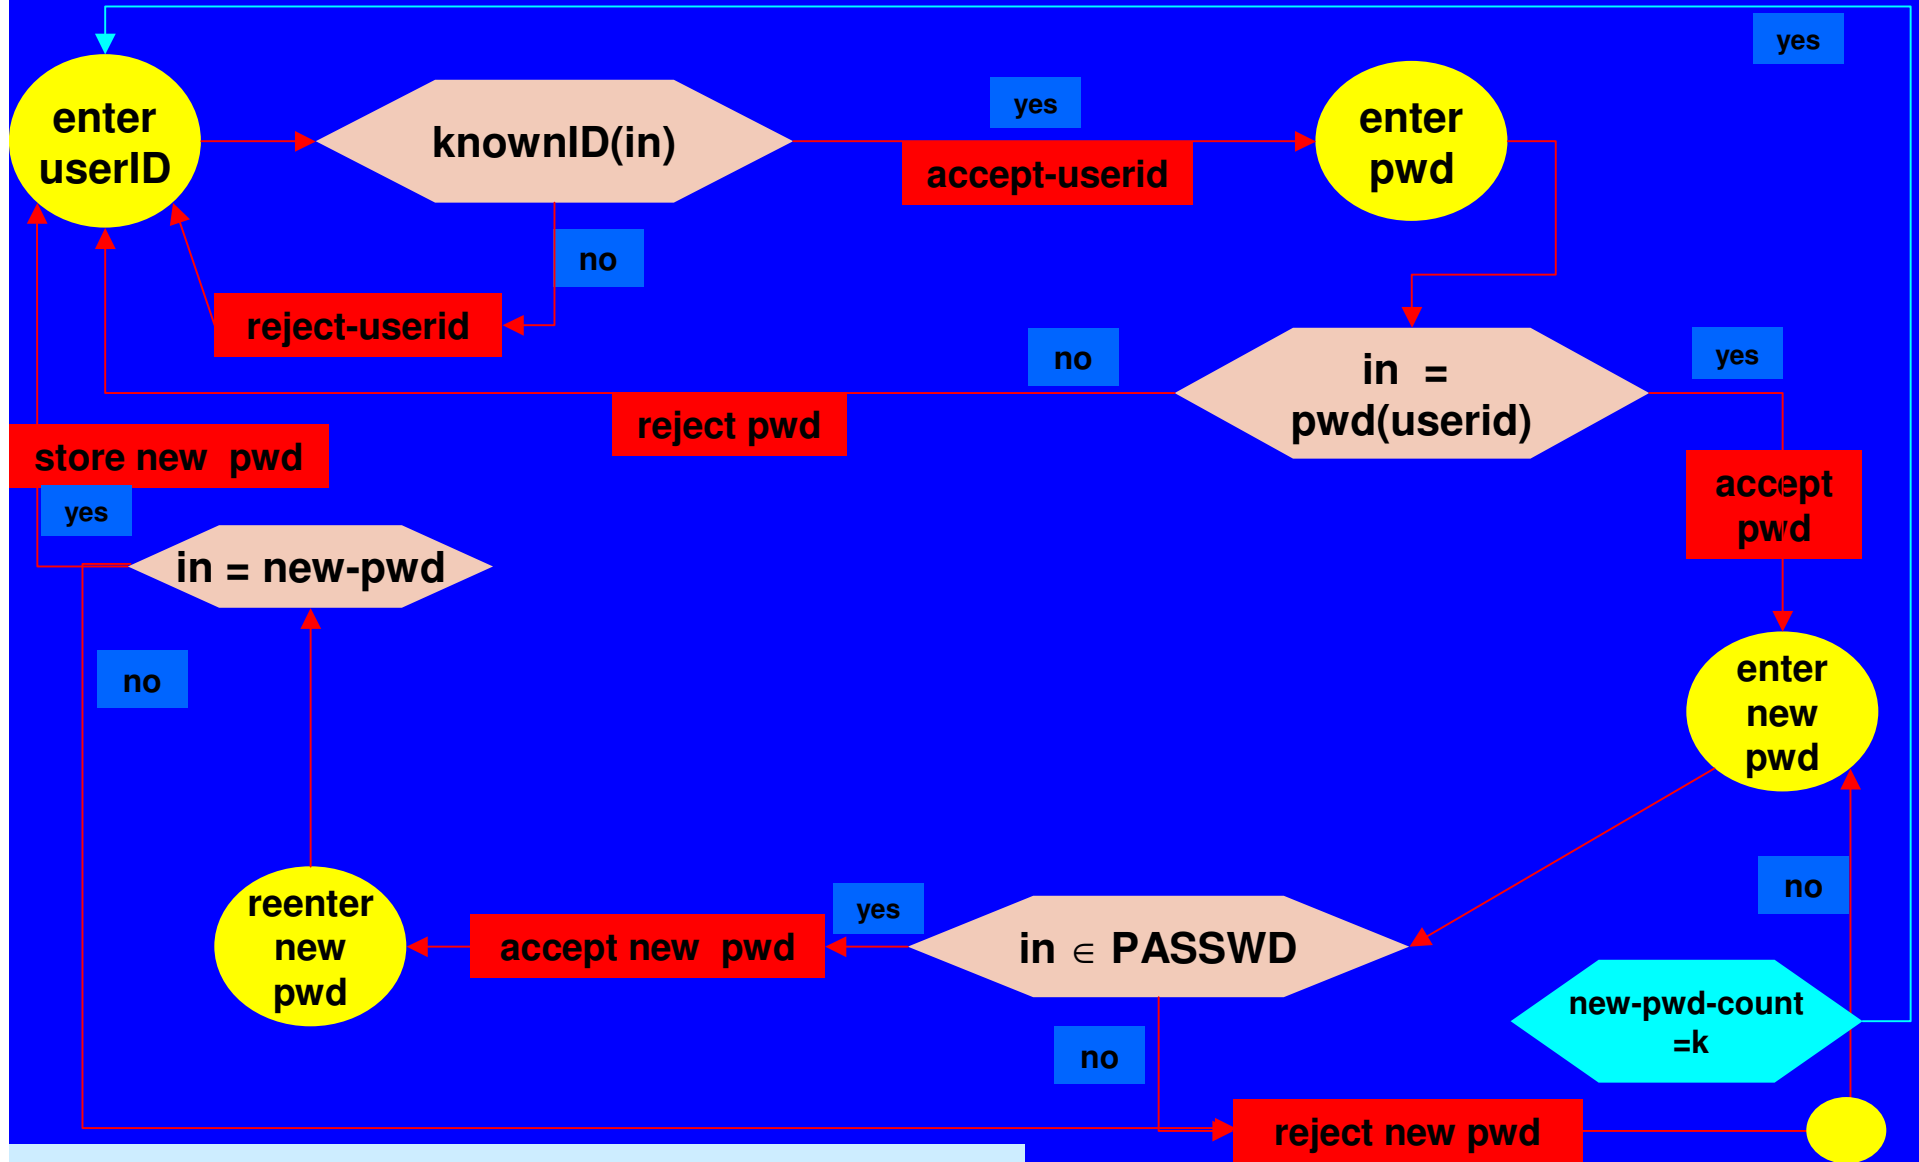 yes
enter
userID
knownID(in)
yes
accept-userid
enter
pwd
no
reject-userid
no
reject pwd
in =
pwd(userid)
yes
accept
pwd
store new pwd
yes
in = new-pwd
no
enter
new
pwd
reenter
new
pwd
accept new pwd
yes
in ∈ PASSWD
no
no
new-pwd-count
=k
reject new pwd